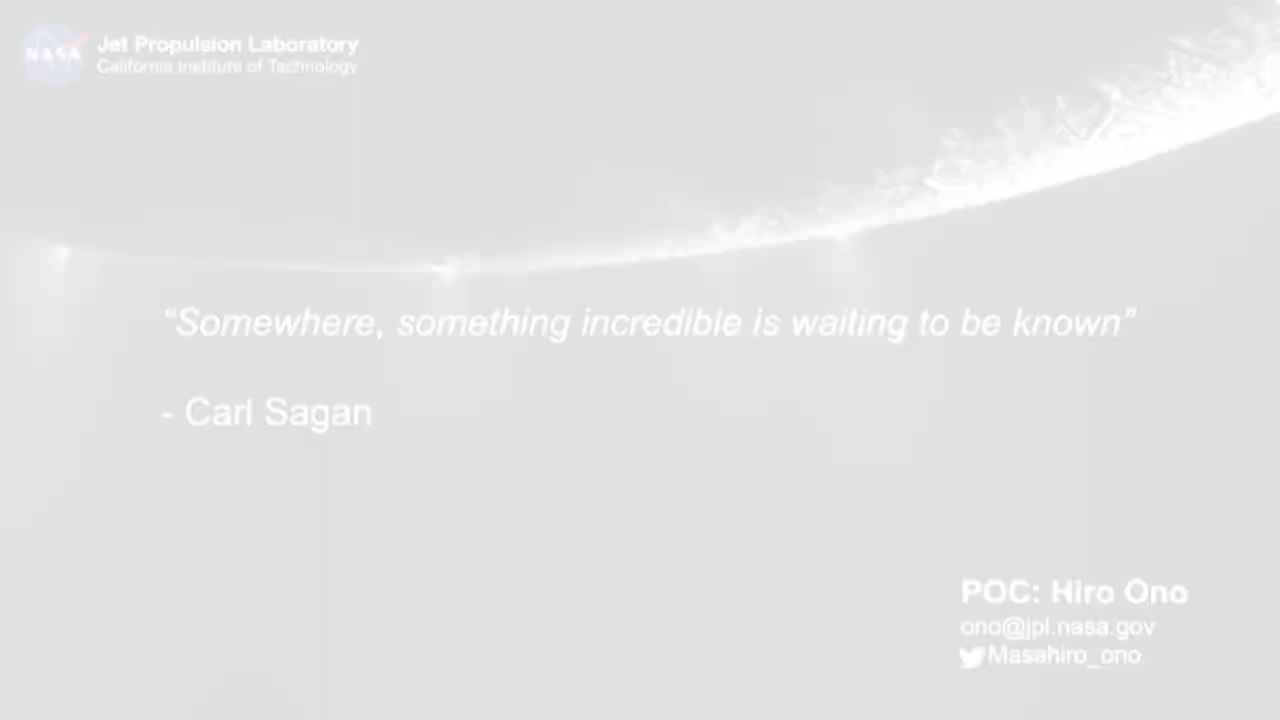 NASA
Jet Propulsion Laboratory
California Institute of Technology
“Somewhere, something incredible is waiting to be known”
- Carl Sagan
POC: Hiro Ono
ono@jpl.nasa.gov
Masahiro_ono